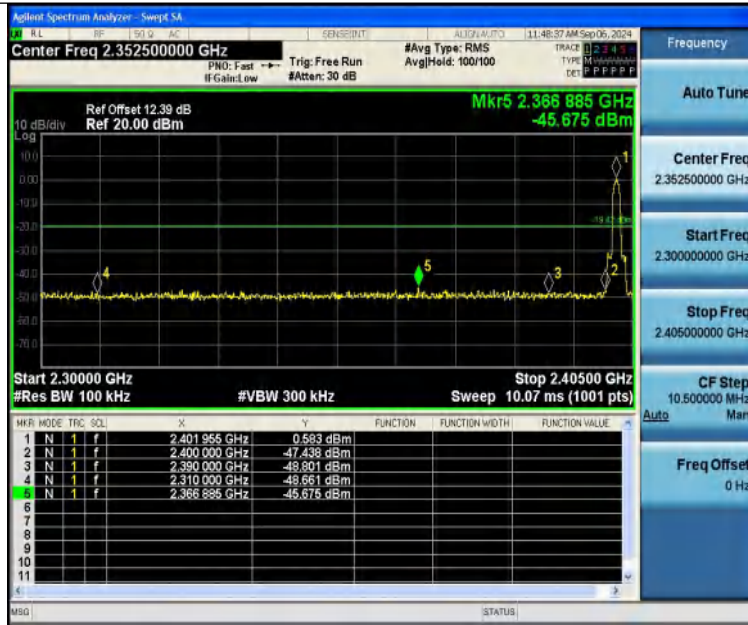 Agilent Spectrum Analyzer - Swept SA
RL RF 50 Ω AC SENSE:INT ALIGN AUTO 11:48:37 AM Sep 06, 2024
Center Freq 2.352500000 GHz
PNO: Fast
IFGain:Low
Trig: Free Run
#Atten: 30 dB
#Avg Type: RMS
Avg|Hold: 100/100
TRACE 1 2 3 4 5
TYPE M
DET P P P P P P
Ref Offset 12.39 dB
Ref 20.00 dBm
10 dB/div
Log
Mkr5 2.366 885 GHz
-45.675 dBm
10.0
0.00
-10.0
-20.0
-30.0
-40.0
-50.0
-60.0
-70.0
1
2
3
4
5
Start 2.30000 GHz
Stop 2.40500 GHz
#Res BW 100 kHz
#VBW 300 kHz
Sweep 10.07 ms (1001 pts)
MKR MODE TRC SCL X Y FUNCTION FUNCTION WIDTH FUNCTION VALUE
1 N 1 f 2.401 955 GHz 0.583 dBm
2 N 1 f 2.400 000 GHz -47.438 dBm
3 N 1 f 2.390 000 GHz -48.801 dBm
4 N 1 f 2.310 000 GHz -48.661 dBm
5 N 1 f 2.366 885 GHz -45.675 dBm
6
7
8
9
10
11
MSG
STATUS
Frequency
Auto Tune
Center Freq
2.352500000 GHz
Start Freq
2.300000000 GHz
Stop Freq
2.405000000 GHz
CF Step
10.500000 MHz
Auto Man
Freq Offset
0 Hz